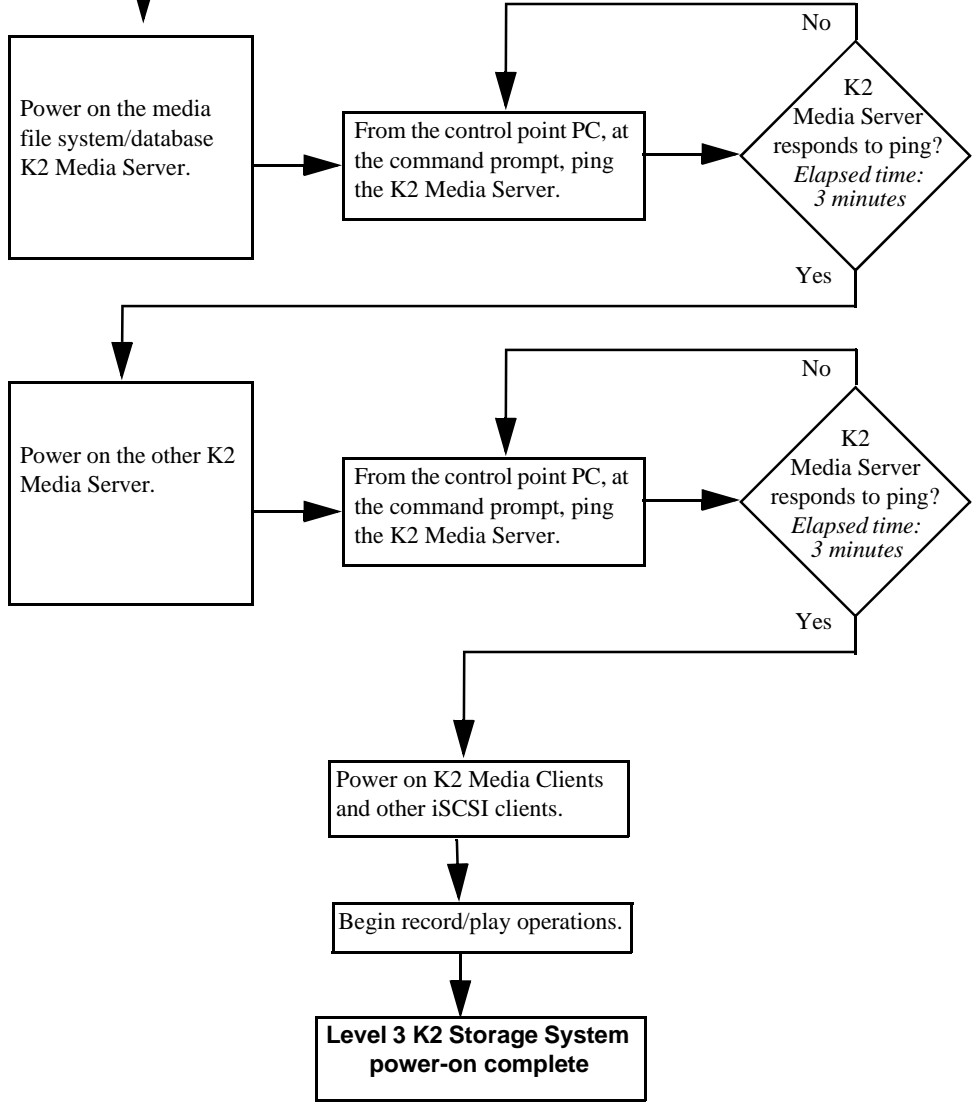 Power on the media
file system/database
K2 Media Server.
From the control point PC, at
the command prompt, ping
the K2 Media Server.
No
K2
Media Server
responds to ping?
Elapsed time:
3 minutes
Yes
Power on the other K2
Media Server.
From the control point PC, at
the command prompt, ping
the K2 Media Server.
No
K2
Media Server
responds to ping?
Elapsed time:
3 minutes
Yes
Power on K2 Media Clients
and other iSCSI clients.
Begin record/play operations.
Level 3 K2 Storage System
power-on complete